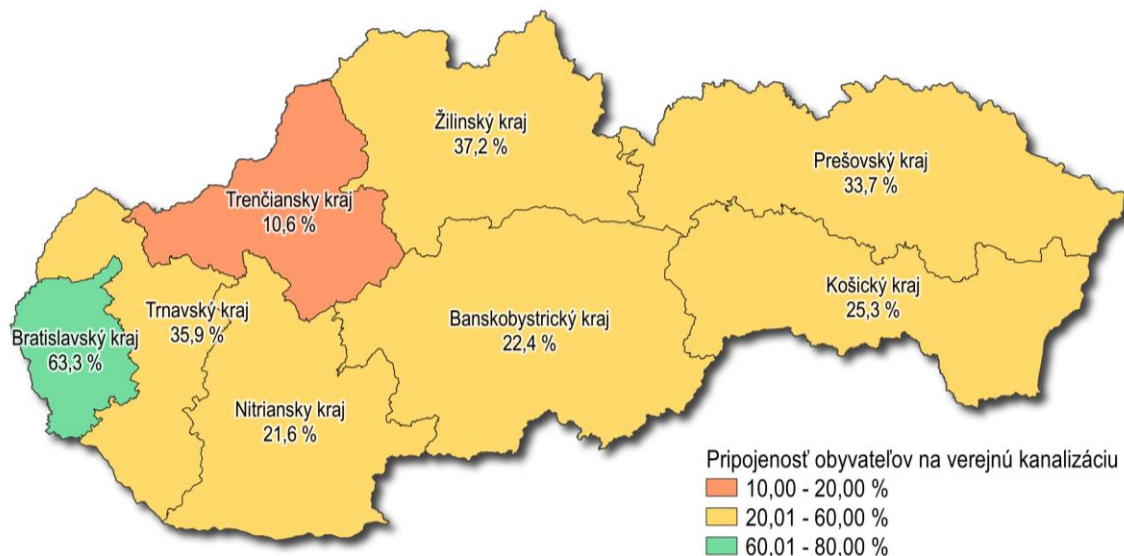 Žilinský kraj
37,2 %
Prešovský kraj
33,7 %
Trenčiansky kraj
10,6 %
Košický kraj
25,3 %
Trnavský kraj
35,9 %
Banskobystrický kraj
22,4 %
Bratislavský kraj
63,3 %
Nitriansky kraj
21,6 %
Pripojenosť obyvateľov na verejnú kanalizáciu
10,00 - 20,00 %
20,01 - 60,00 %
60,01 - 80,00 %